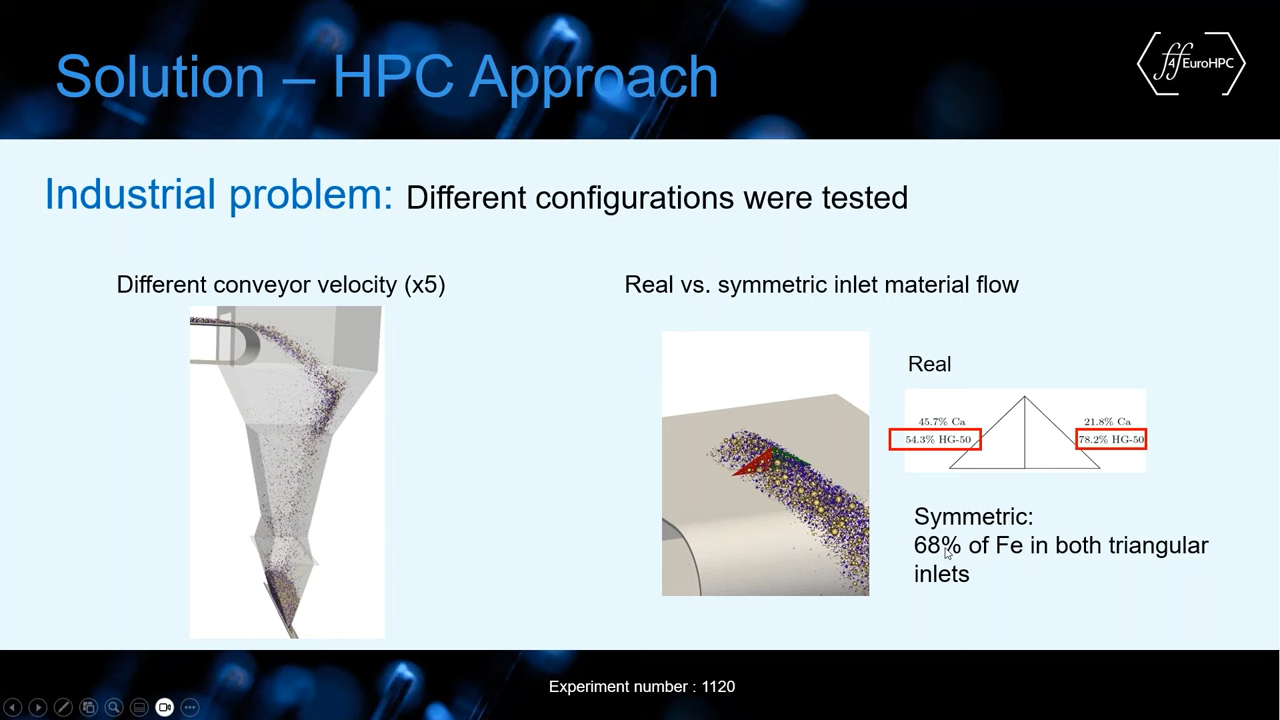 Solution – HPC Approach
ff4EuroHPC
Industrial problem: Different configurations were tested
Different conveyor velocity (x5)
Real vs. symmetric inlet material flow
Real
45.7% Ca
54.3% HG-50
21.8% Ca
78.2% HG-50
Symmetric:
68% of Fe in both triangular
inlets
Experiment number : 1120